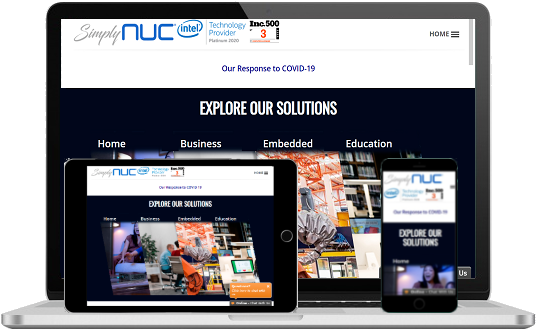 Simply NUC intel Technology Provider Platinum 2020 Inc.500 3
HOME
Our Response to COVID-19
EXPLORE OUR SOLUTIONS
Home Business Embedded Education
Us
Simply NUC intel Technology Provider Inc.500 3
HOME
Our Response to COVID-19
EXPLORE OUR SOLUTIONS
Home Business Embedded Education
Simply NUC
intel Technology Provider Inc.500 3
Our Response to COVID-19
EXPLORE OUR
SOLUTIONS
Home